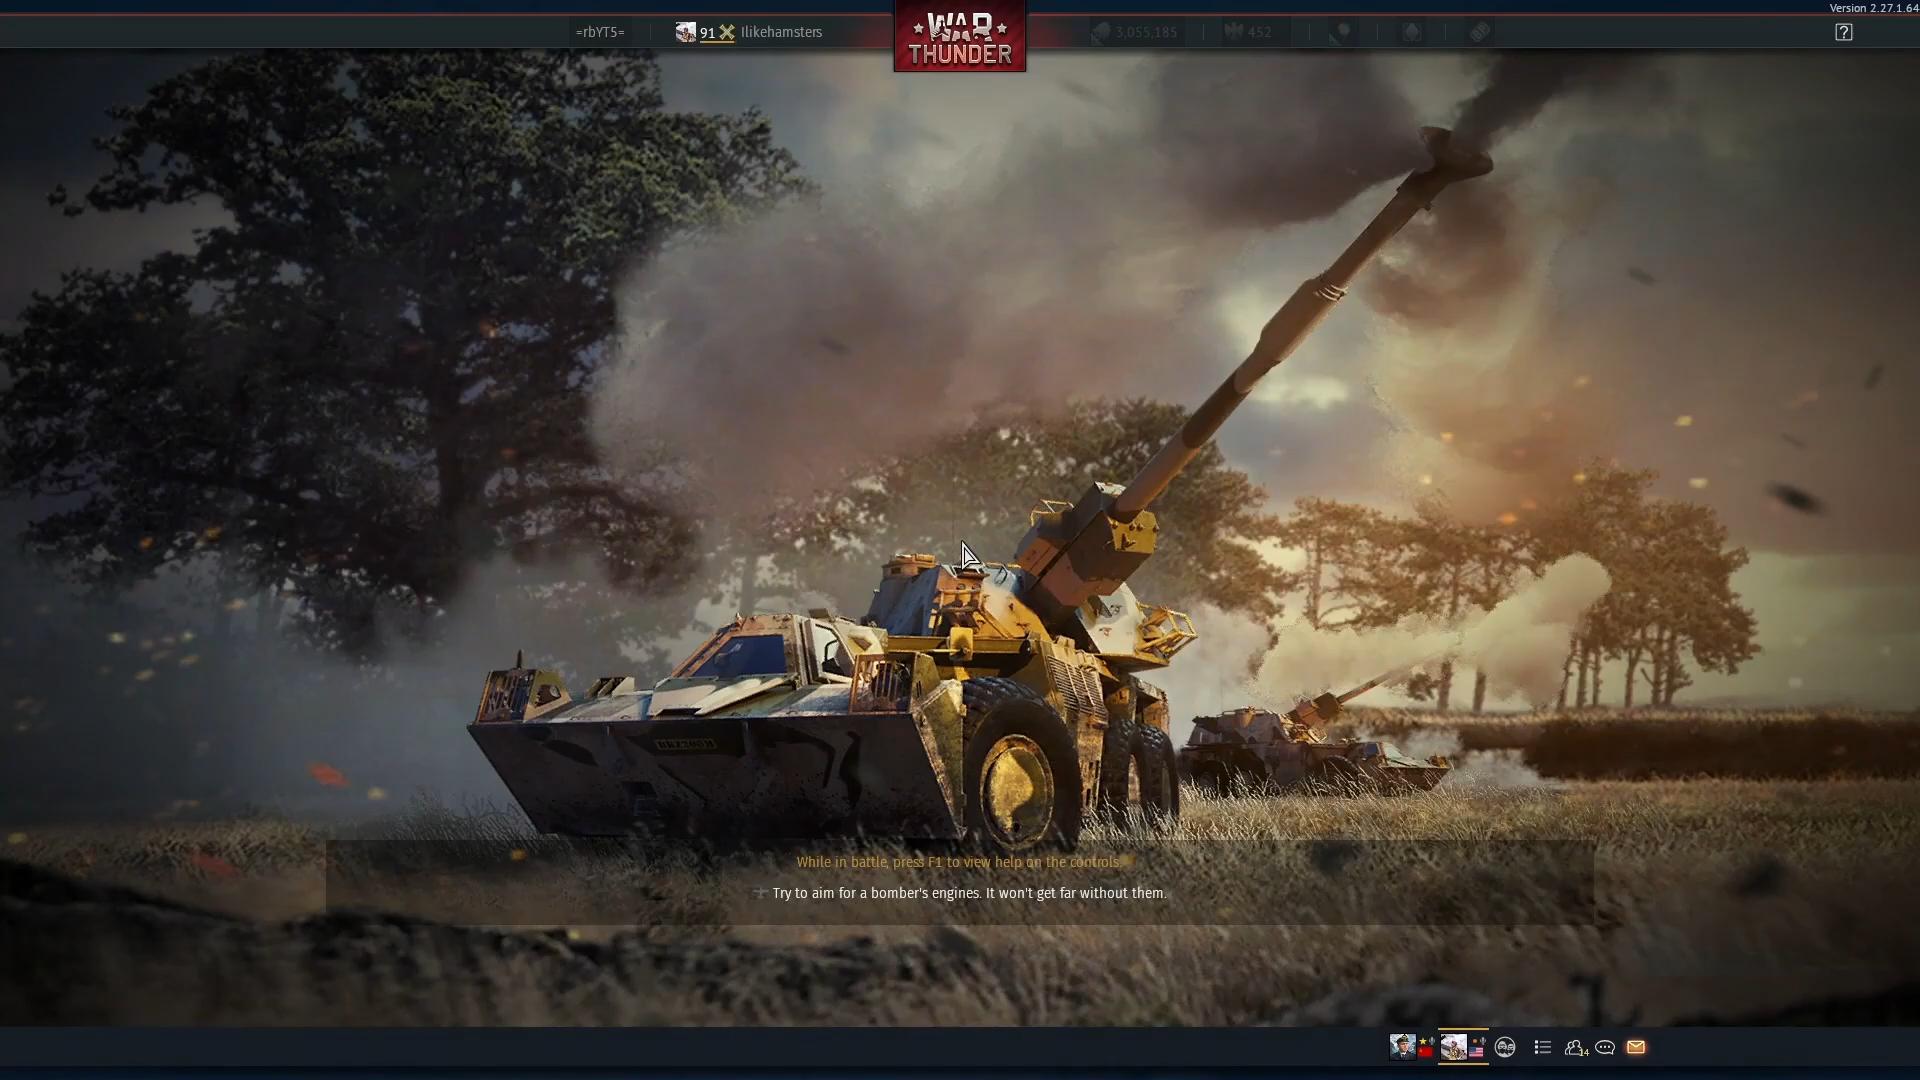 Version 2.27.1.64
=rbYT5=
91 Ilikehamsters
WAR
THUNDER
3,055,185
452
?
While in battle, press F1 to view help on the controls.
Try to aim for a bomber's engines. It won't get far without them.
14